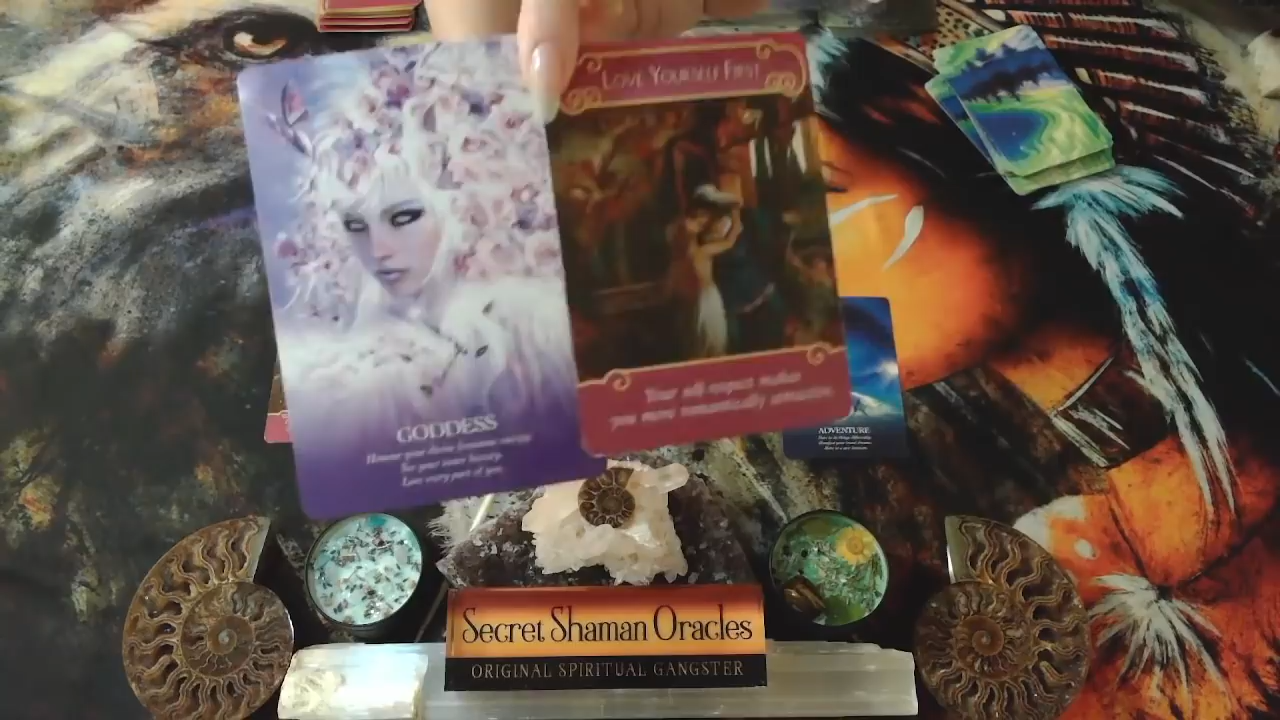 LOVE YOURSELF FIRST
Your self-respect makes
you more romantically attractive.
GODDESS
Honour your divine feminine energy.
See your inner beauty.
Love every part of you.
ADVENTURE
Secret Shaman Oracles
ORIGINAL SPIRITUAL GANGSTER